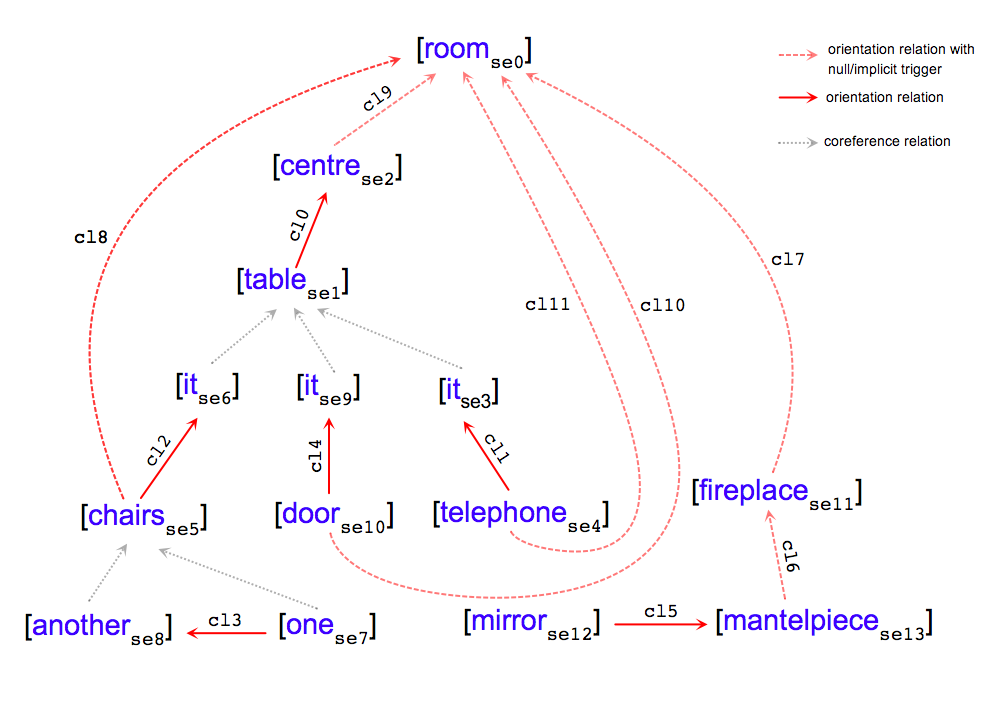 [room se0]
orientation relation with
null/implicit trigger
orientation relation
coreference relation
cl9
[centre se2]
cl0
cl8
cl7
[table se1]
cl11
cl10
[it se6]
[it se9]
[it se3]
cl2
cl4
cl1
[fireplace se11]
[chairs se5]
[door se10]
[telephone se4]
cl6
[another se8]
cl3
[one se7]
[mirror se12]
cl5
[mantelpiece se13]